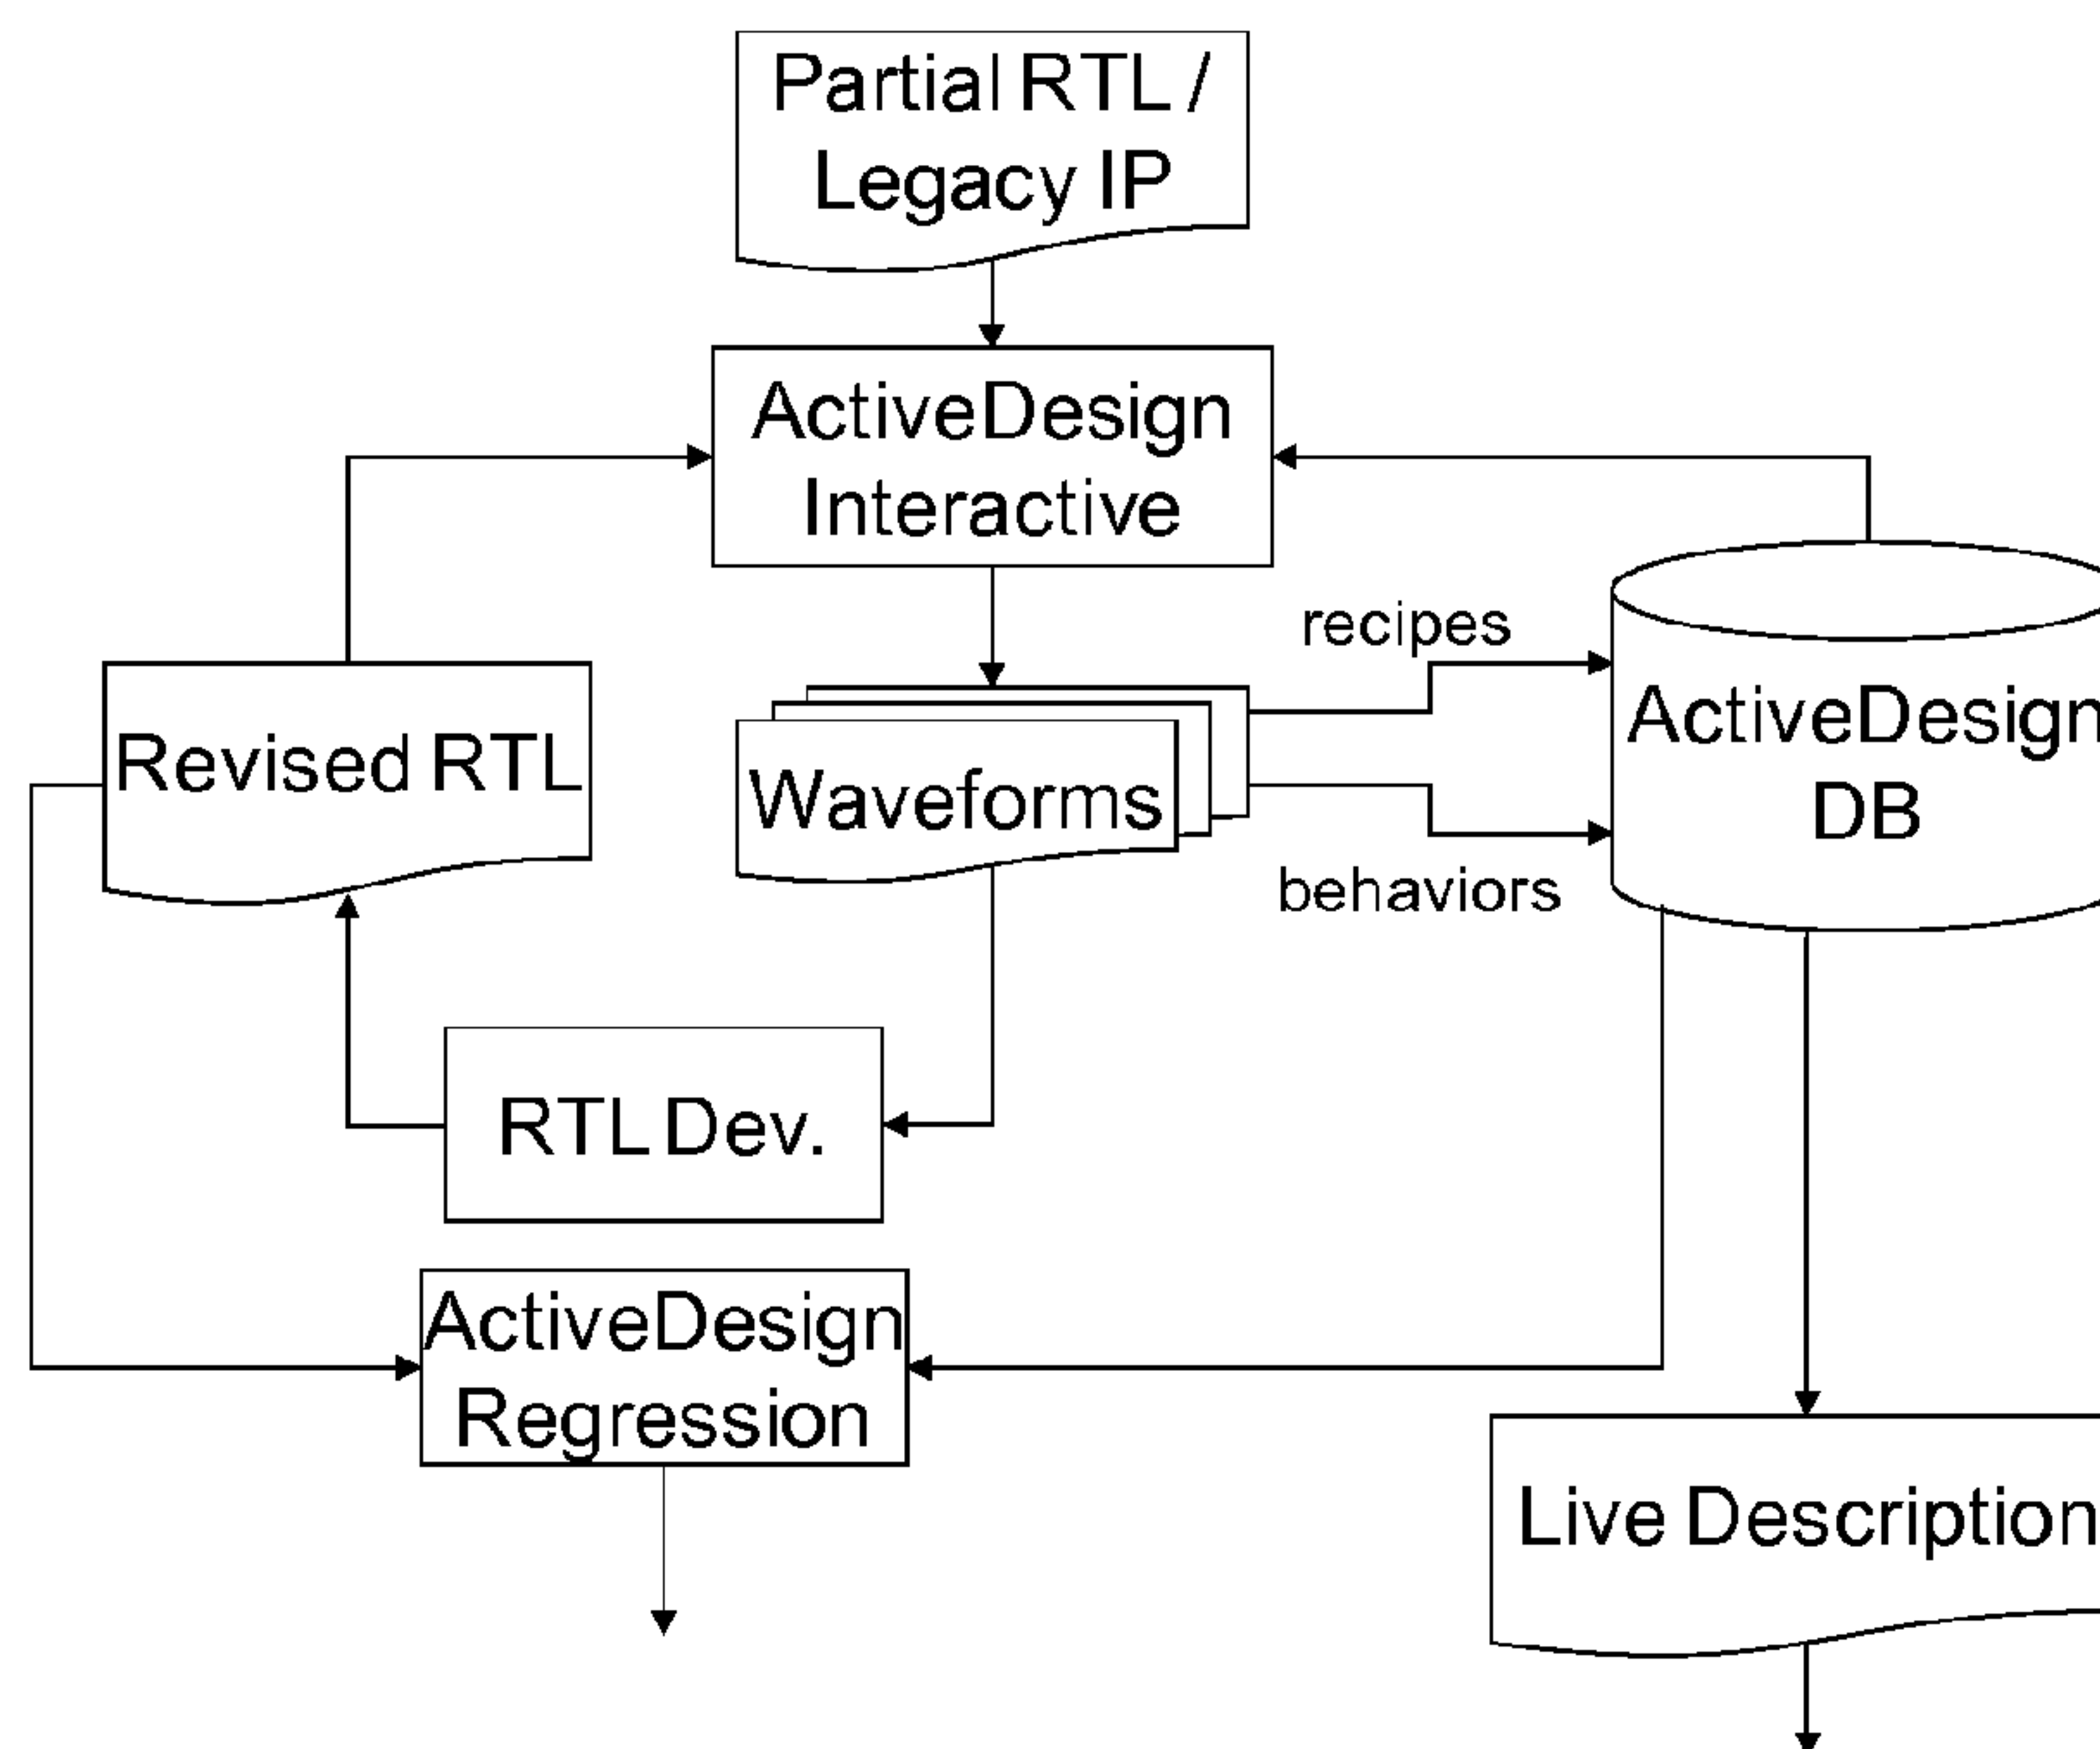 Partial RTL /
Legacy IP
ActiveDesign
Interactive
recipes
Revised RTL
Waveforms
ActiveDesign
DB
behaviors
RTL Dev.
ActiveDesign
Regression
Live Description